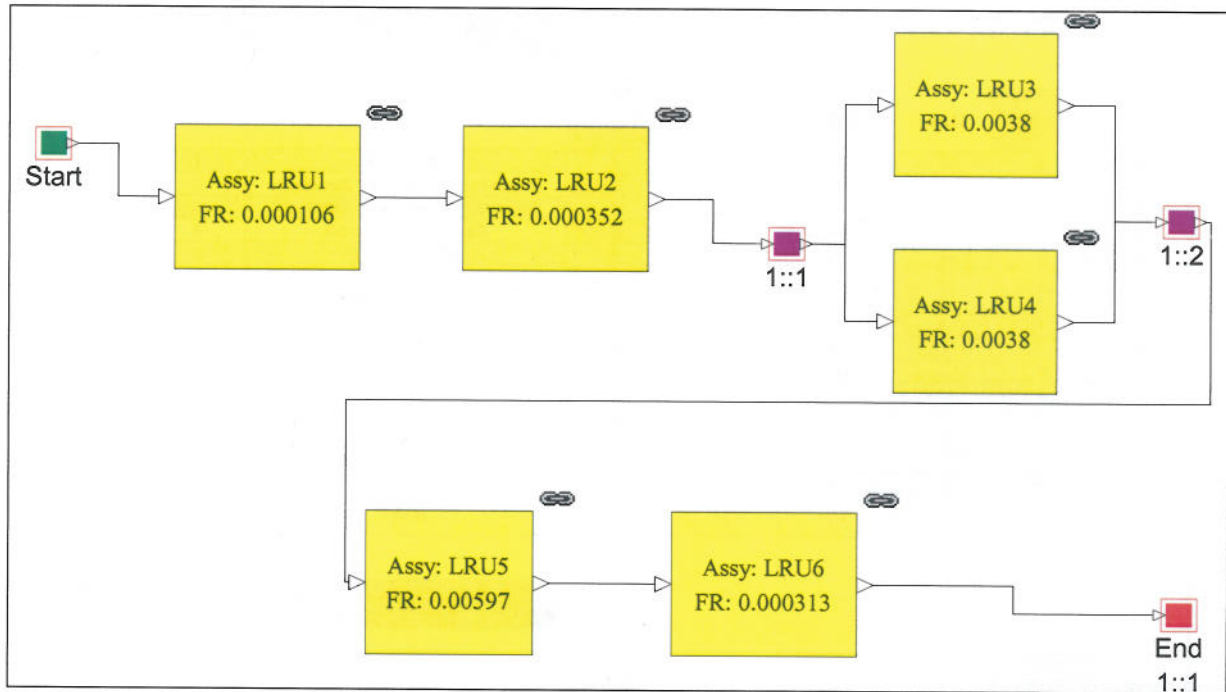 Start
Assy: LRU1
FR: 0.000106
Assy: LRU2
FR: 0.000352
1::1
Assy: LRU3
FR: 0.0038
Assy: LRU4
FR: 0.0038
1::2
Assy: LRU5
FR: 0.00597
Assy: LRU6
FR: 0.000313
End
1::1